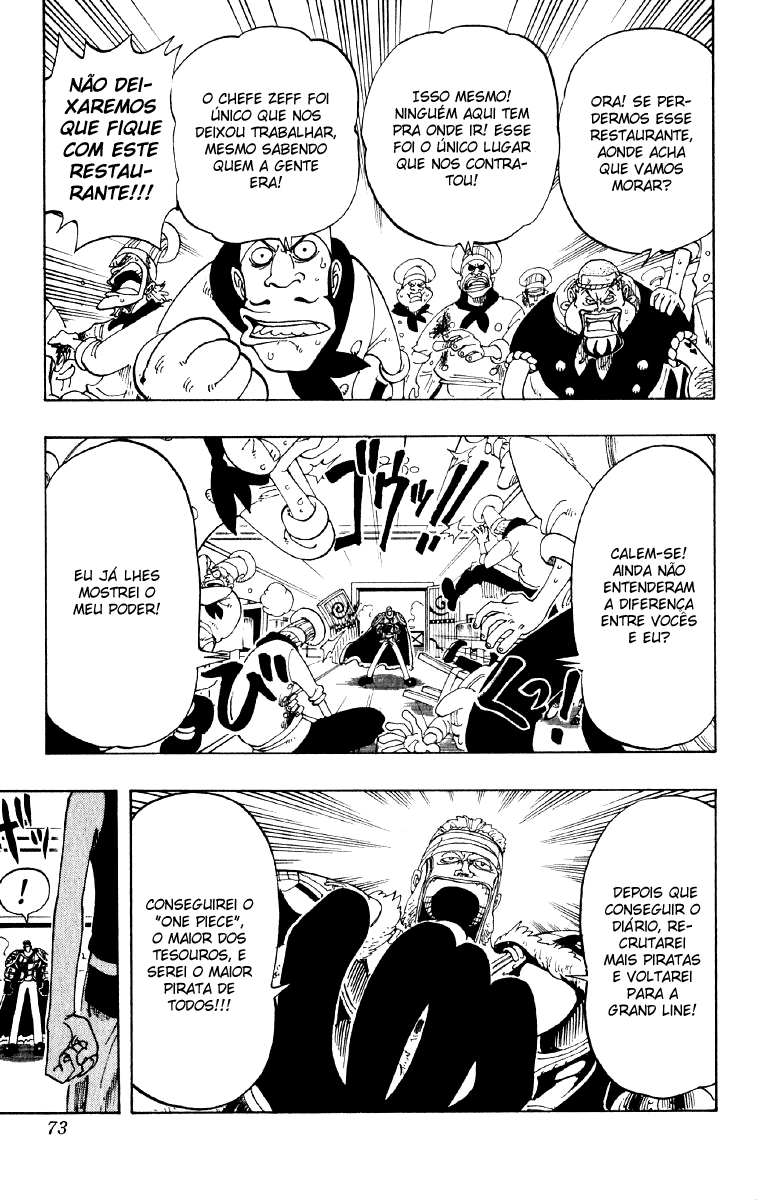 ORA! SE PER-
DERMOS ESSE
RESTAURANTE,
AONDE ACHA
QUE VAMOS
MORAR?
ISSO MESMO!
NINGUÉM AQUI TEM
PRA ONDE IR! ESSE
FOI O ÚNICO LUGAR
QUE NOS CONTRA-
TOU!
O CHEFE ZEFF FOI
ÚNICO QUE NOS
DEIXOU TRABALHAR,
MESMO SABENDO
QUEM A GENTE
ERA!
NÃO DEI-
XAREMOS
QUE FIQUE
COM ESTE
RESTAU-
RANTE!!!
ゴウッ!!
CALEM-SE!
AINDA NÃO
ENTENDERAM
A DIFERENÇA
ENTRE VOCÊS
E EU?
EU JÁ LHES
MOSTREI O
MEU PODER!
DEPOIS QUE
CONSEGUIR O
DIÁRIO, RE-
CRUTAREI
MAIS PIRATAS
E VOLTAREI
PARA A
GRAND LINE!
CONSEGUIREI O
"ONE PIECE",
O MAIOR DOS
TESOUROS, E
SEREI O MAIOR
PIRATA DE
TODOS!!!
!
73